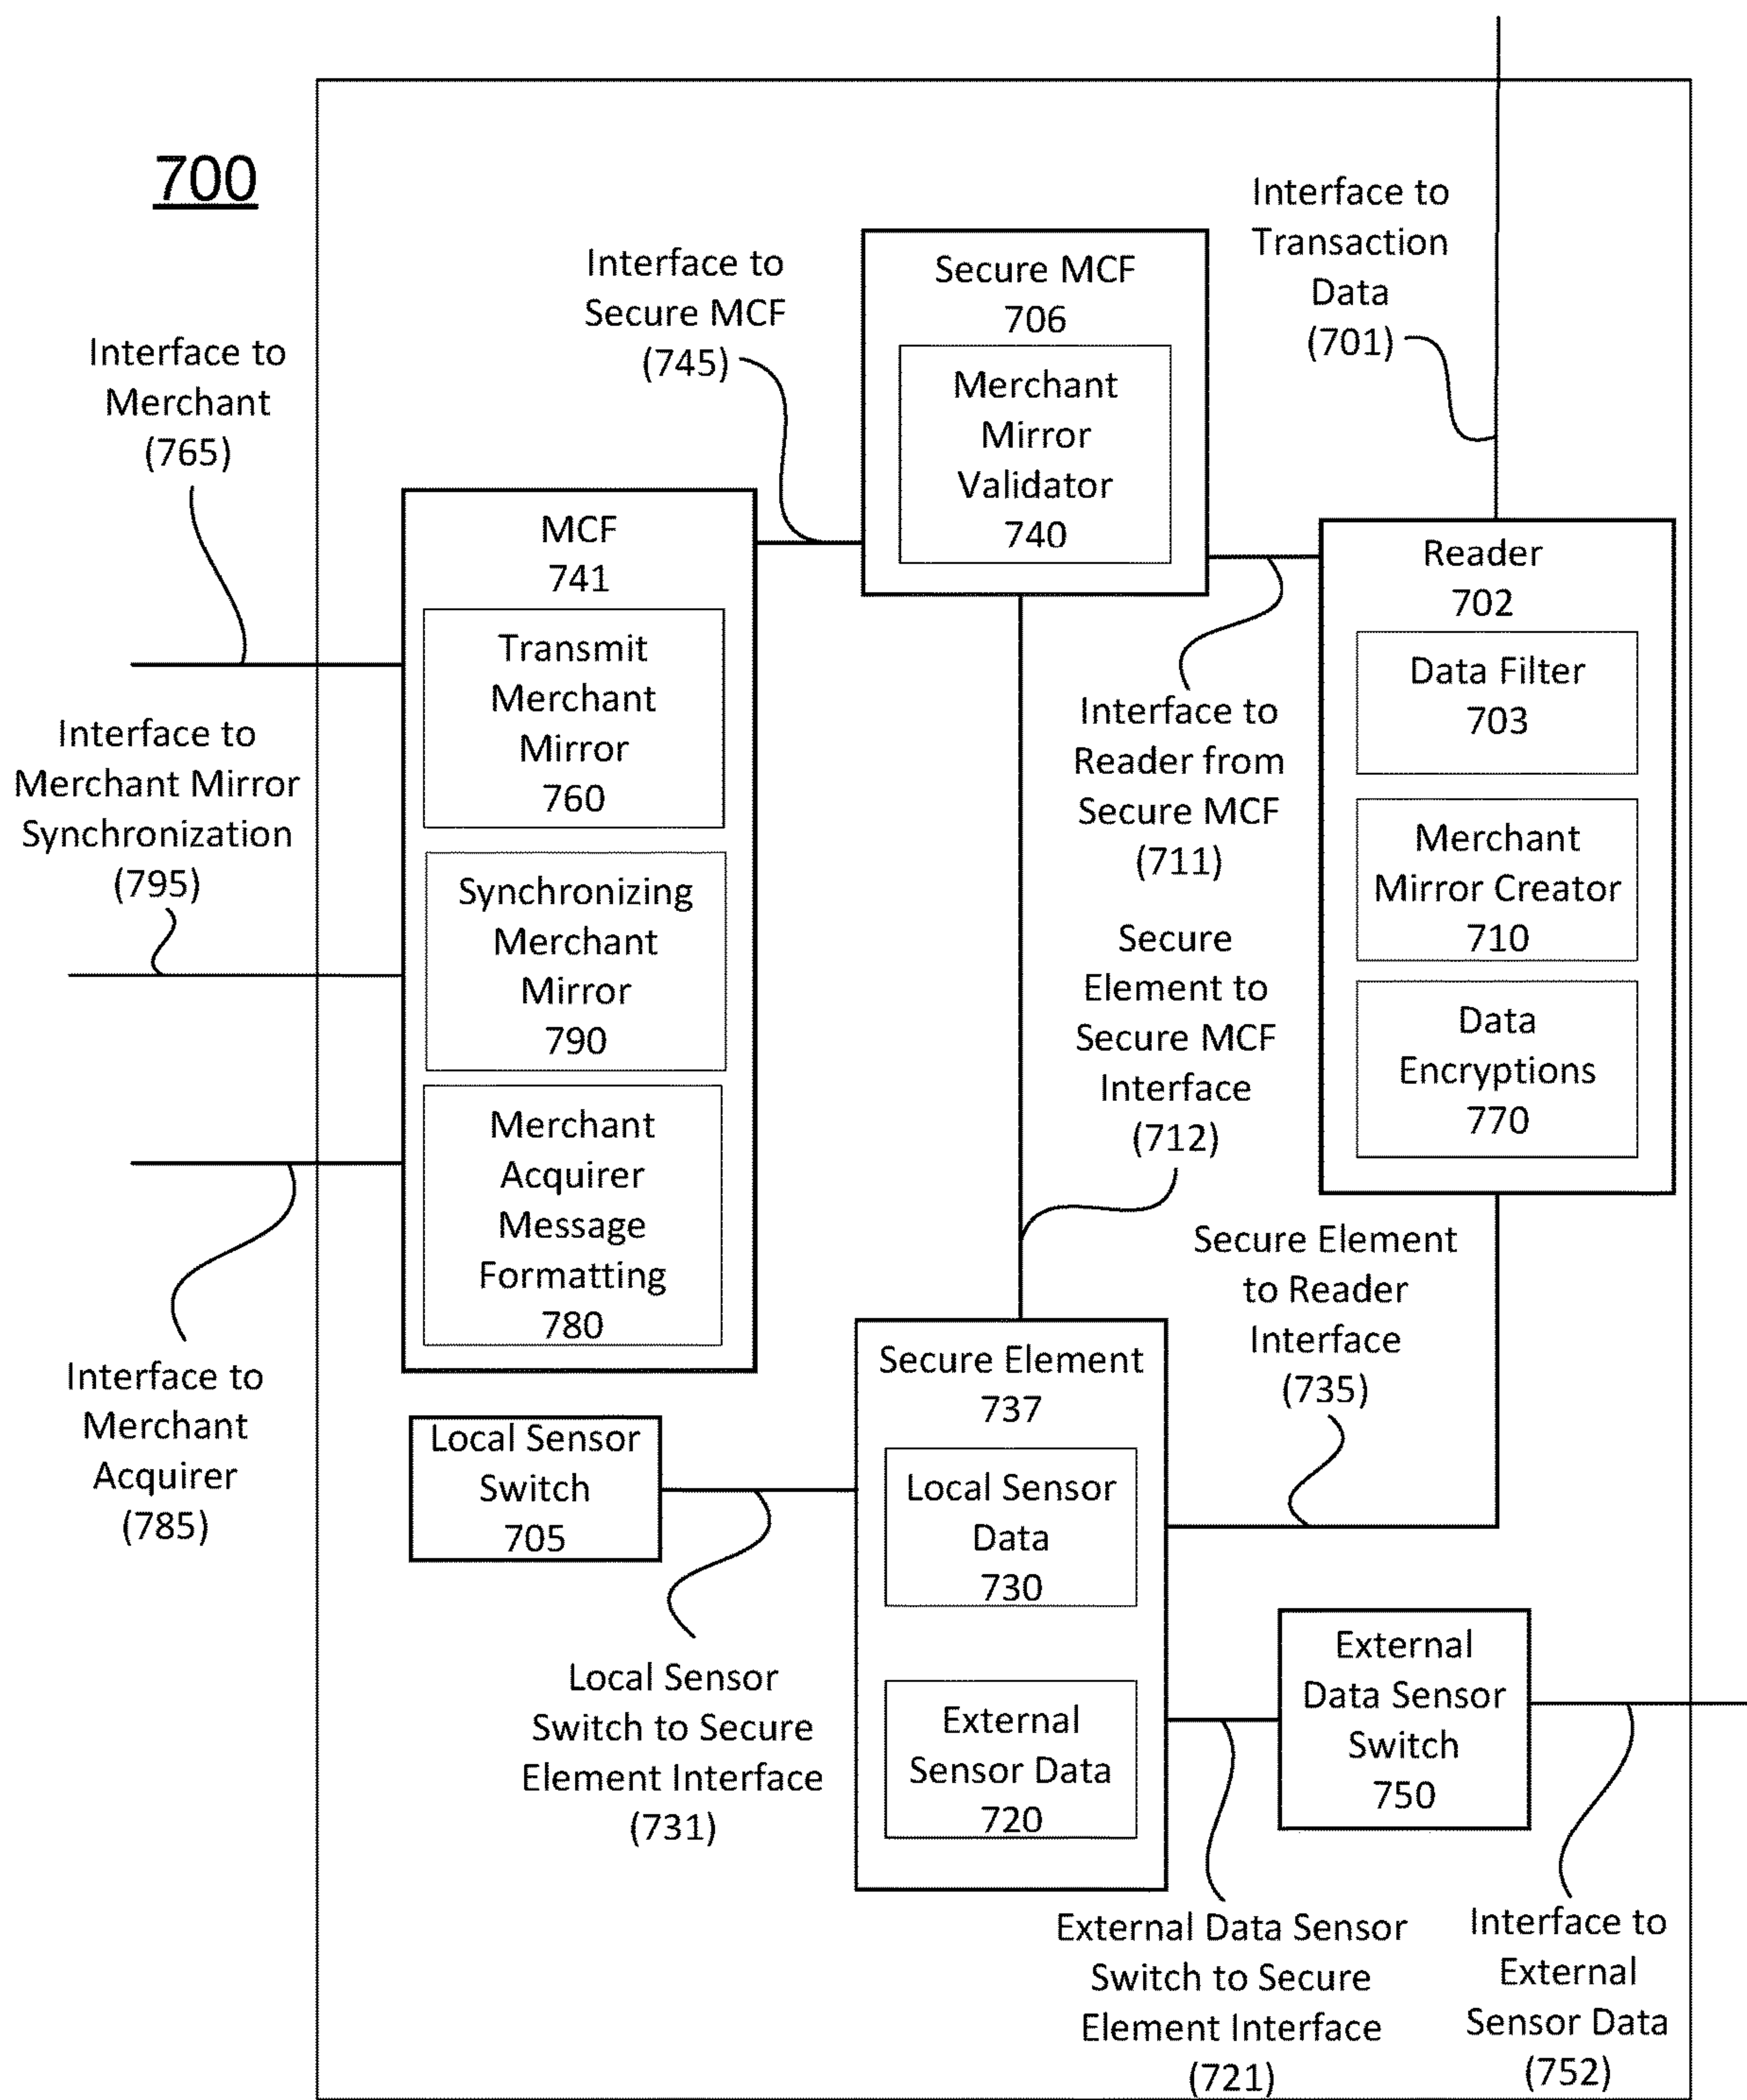 700
Interface to
Transaction
Data
(701)
Interface to
Secure MCF
(745)
Secure MCF
706
Merchant
Mirror
Validator
740
Interface to
Merchant
(765)
MCF
741
Transmit
Merchant
Mirror
760
Synchronizing
Merchant
Mirror
790
Merchant
Acquirer
Message
Formatting
780
Reader
702
Data Filter
703
Merchant
Mirror Creator
710
Data
Encryptions
770
Interface to
Merchant Mirror
Synchronization
(795)
Interface to
Reader from
Secure MCF
(711)
Secure
Element to
Secure MCF
Interface
(712)
Secure Element
to Reader
Interface
(735)
Interface to
Merchant
Acquirer
(785)
Local Sensor
Switch
705
Secure Element
737
Local Sensor
Data
730
External
Sensor Data
720
External
Data Sensor
Switch
750
Local Sensor
Switch to Secure
Element Interface
(731)
External Data Sensor
Switch to Secure
Element Interface
(721)
Interface to
External
Sensor Data
(752)